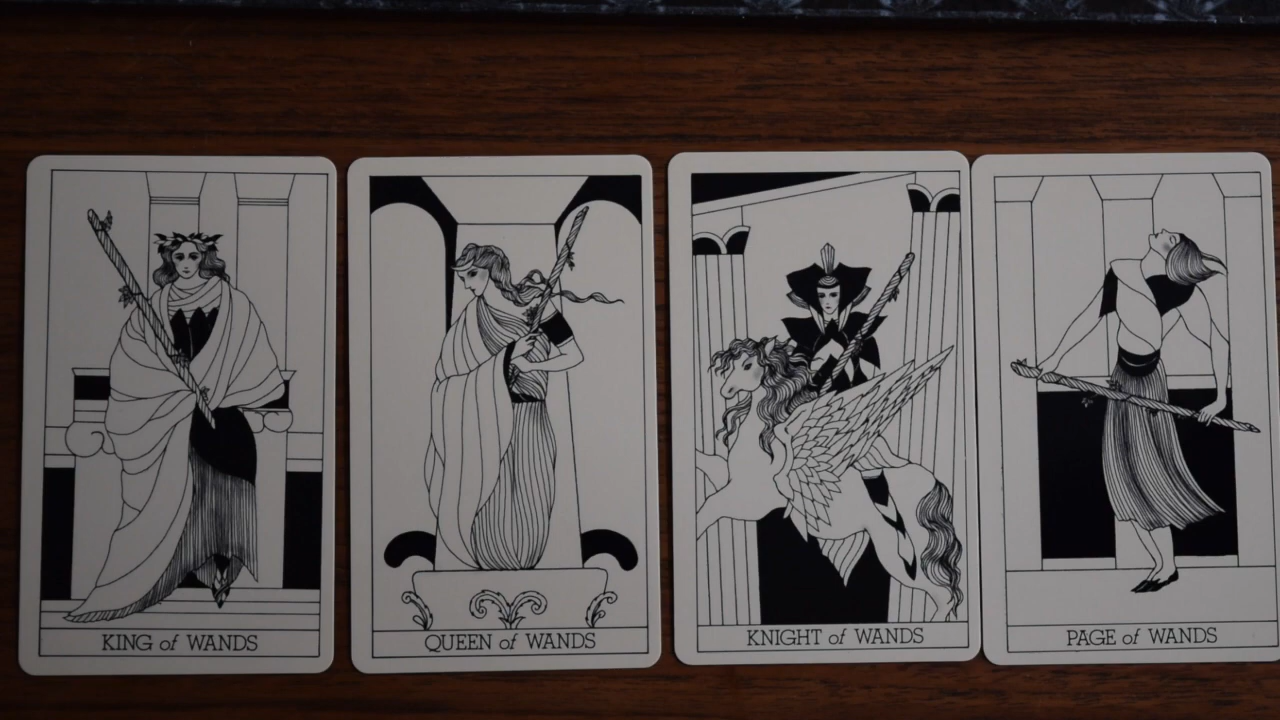 KING of WANDS
QUEEN of WANDS
KNIGHT of WANDS
PAGE of WANDS